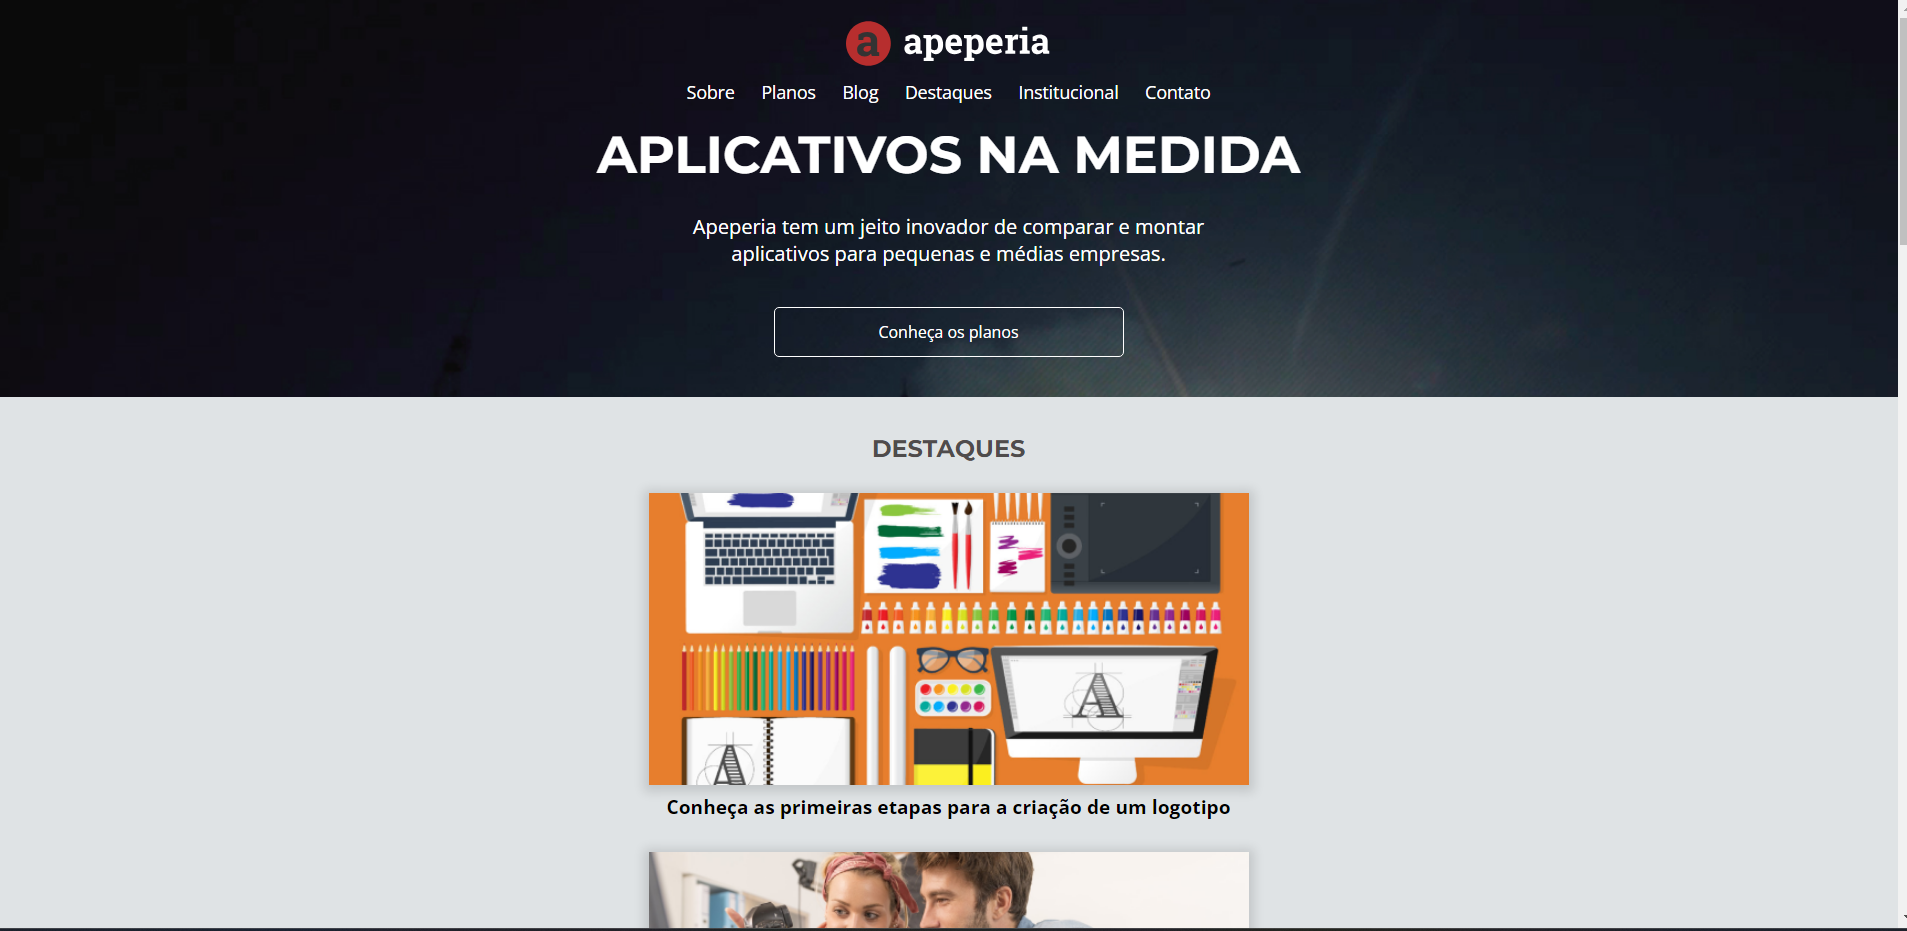 a apeperia
Sobre Planos Blog Destaques Institucional Contato
APLICATIVOS NA MEDIDA
Apeperia tem um jeito inovador de comparar e montar
aplicativos para pequenas e médias empresas.
Conheça os planos
DESTAQUES
A
A
Conheça as primeiras etapas para a criação de um logotipo